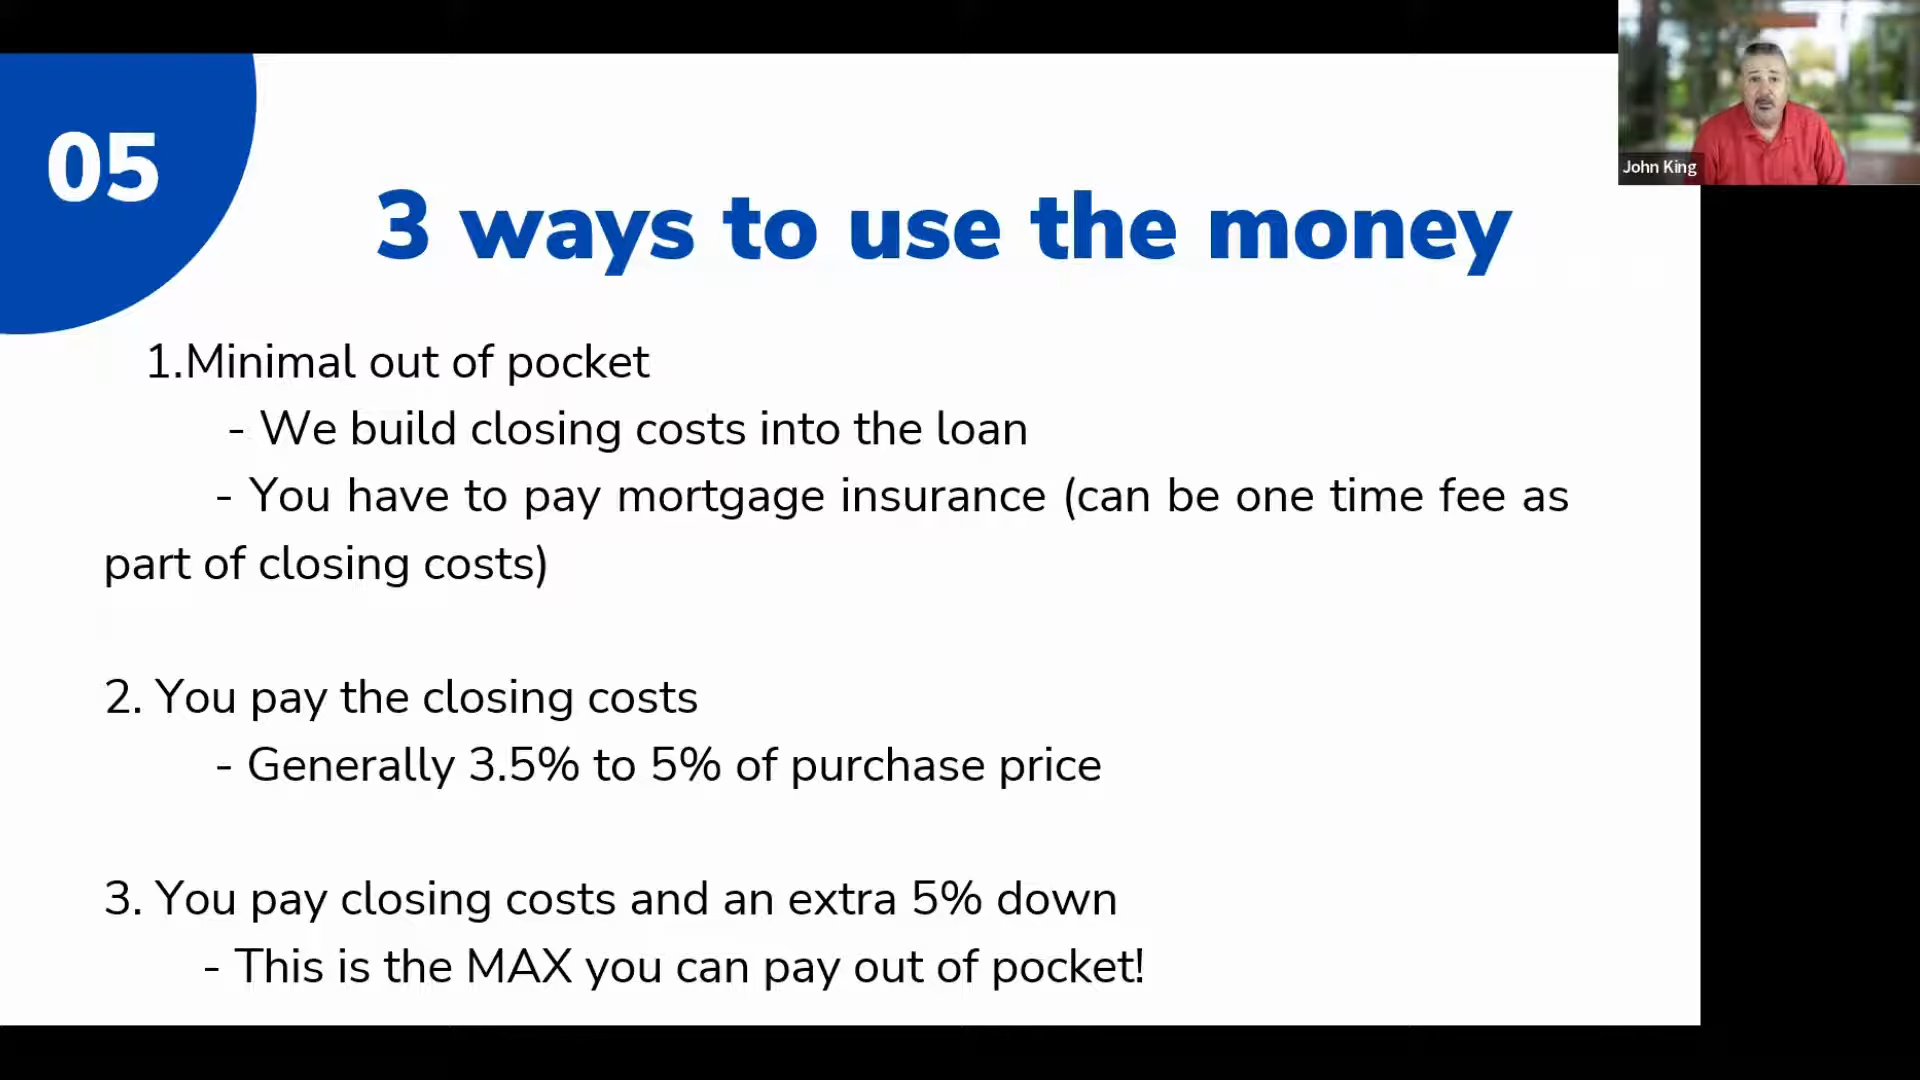 05
John King
3 ways to use the money
1.Minimal out of pocket
- We build closing costs into the loan
- You have to pay mortgage insurance (can be one time fee as
part of closing costs)
2. You pay the closing costs
- Generally 3.5% to 5% of purchase price
3. You pay closing costs and an extra 5% down
- This is the MAX you can pay out of pocket!